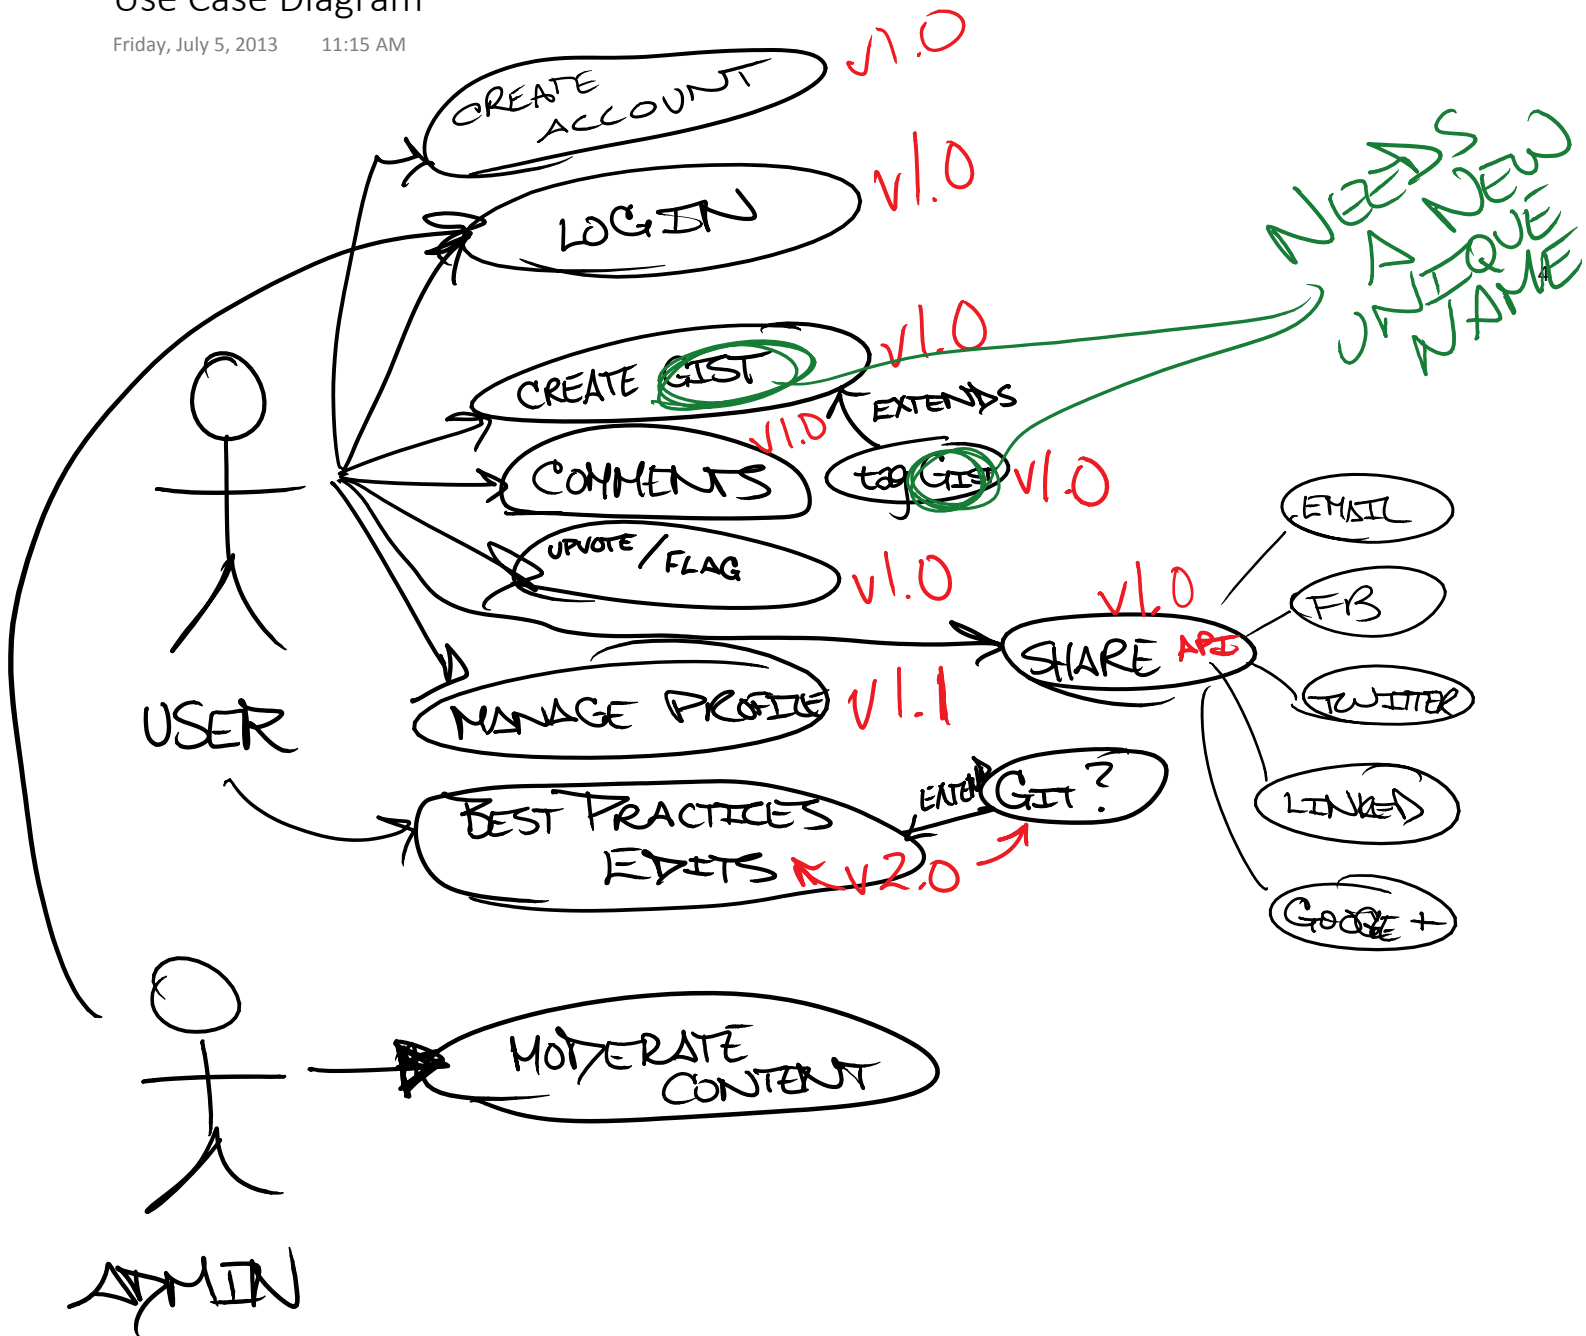 Use Case Diagram
Friday, July 5, 2013 11:15 AM
v1.0
CREATE
ACCOUNT
v1.0
LOGIN
NEEDS
A NEW
UNIQUE
NAME
4
v1.0
CREATE GIST
EXTENDS
v1.0
COMMENTS
tag GIST
v1.0
EMAIL
UPVOTE/FLAG
v1.0
v1.0
FB
SHARE API
MANAGE PROFILE
v1.1
TWITTER
USER
GIT?
LINKED
BEST PRACTICES
EDITS
v2.0
GOOGLE +
MODERATE
CONTENT
ADMIN